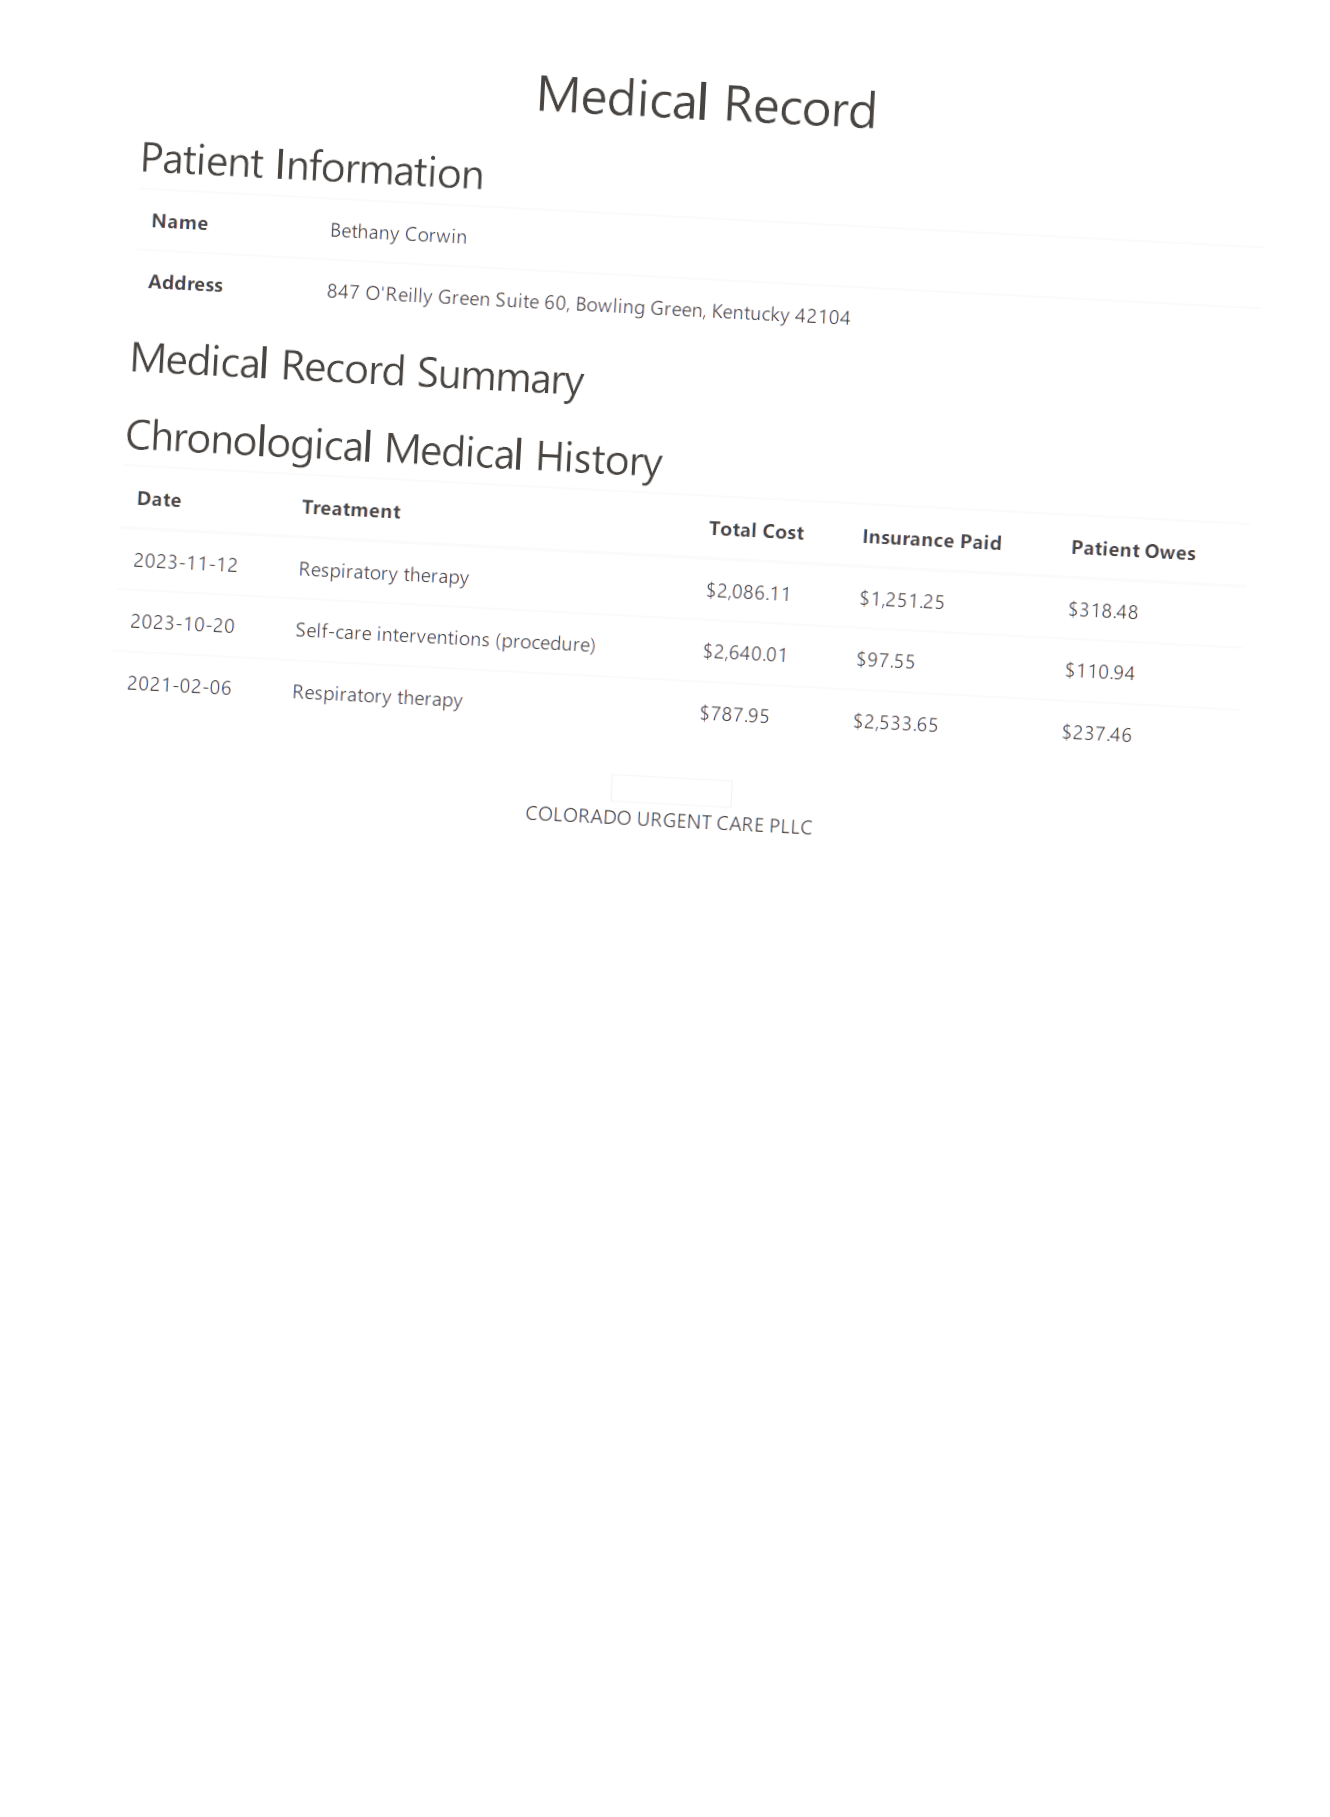 Medical Record
Patient Information
Name Bethany Corwin
Address 847 O'Reilly Green Suite 60, Bowling Green, Kentucky 42104
Medical Record Summary
Chronological Medical History
Date Treatment Total Cost Insurance Paid Patient Owes
2023-11-12 Respiratory therapy $2,086.11 $1,251.25 $318.48
2023-10-20 Self-care interventions (procedure) $2,640.01 $97.55 $110.94
2021-02-06 Respiratory therapy $787.95 $2,533.65 $237.46
COLORADO URGENT CARE PLLC